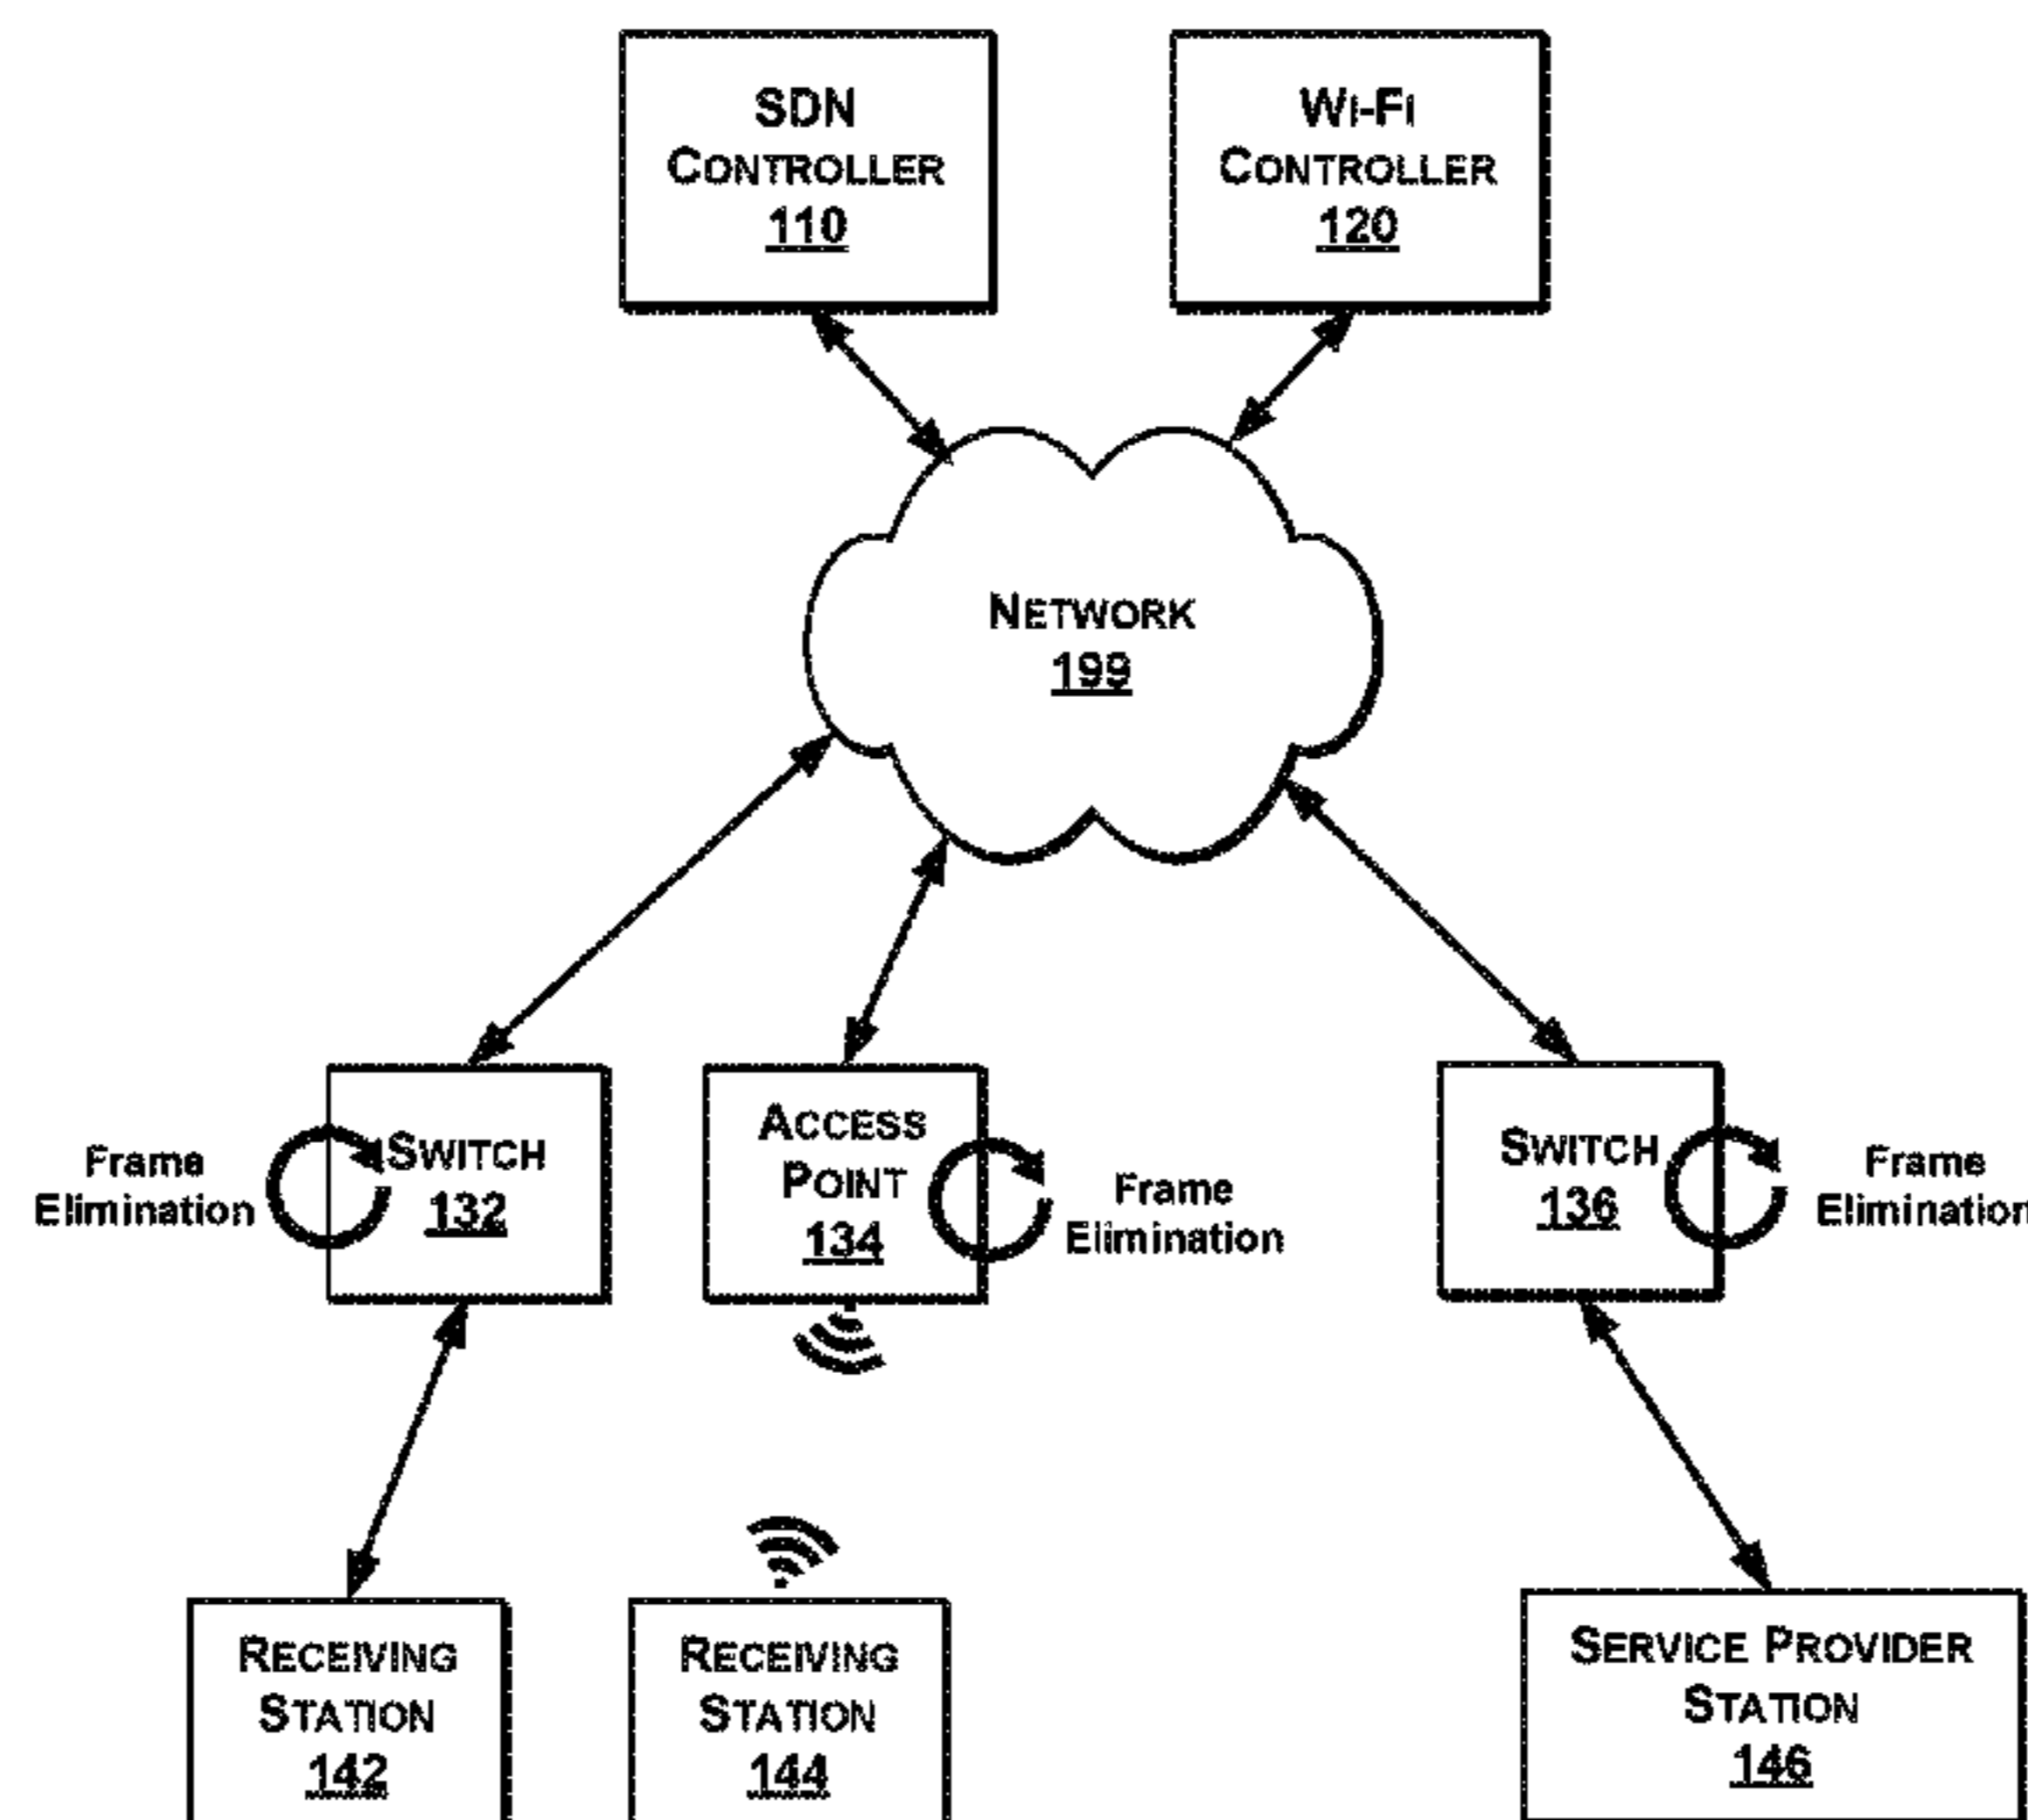 SDN
CONTROLLER
110
WI-FI
CONTROLLER
120
NETWORK
199
Frame
Elimination
SWITCH
132
ACCESS
POINT
134
Frame
Elimination
SWITCH
136
Frame
Elimination
RECEIVING
STATION
142
RECEIVING
STATION
144
SERVICE PROVIDER
STATION
146